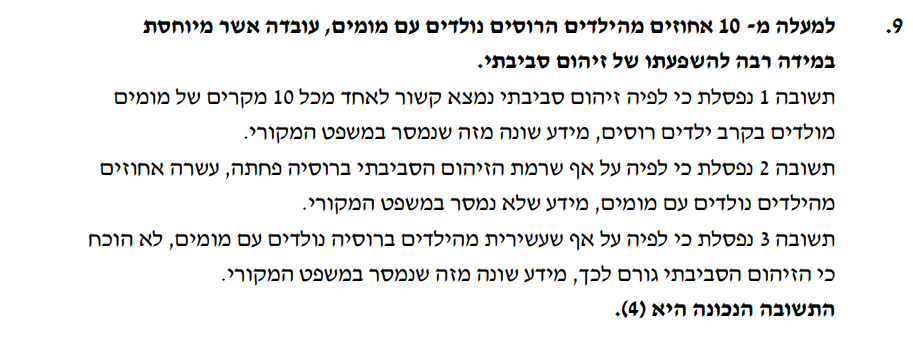 9. למעלה מ- 10 אחוזים מהילדים הרוסים נולדים עם מומים, עובדה אשר מיוחסת
במידה רבה להשפעתו של זיהום סביבתי.
תשובה 1 נפסלת כי לפיה זיהום סביבתי נמצא קשור לאחד מכל 10 מקרים של מומים
מולדים בקרב ילדים רוסים, מידע שונה מזה שנמסר במשפט המקורי.
תשובה 2 נפסלת כי לפיה על אף שרמת הזיהום הסביבתי ברוסיה פחתה, עשרה אחוזים
מהילדים נולדים עם מומים, מידע שלא נמסר במשפט המקורי.
תשובה 3 נפסלת כי לפיה על אף שעשירית מהילדים ברוסיה נולדים עם מומים, לא הוכח
כי הזיהום הסביבתי גורם לכך, מידע שונה מזה שנמסר במשפט המקורי.
התשובה הנכונה היא (4).